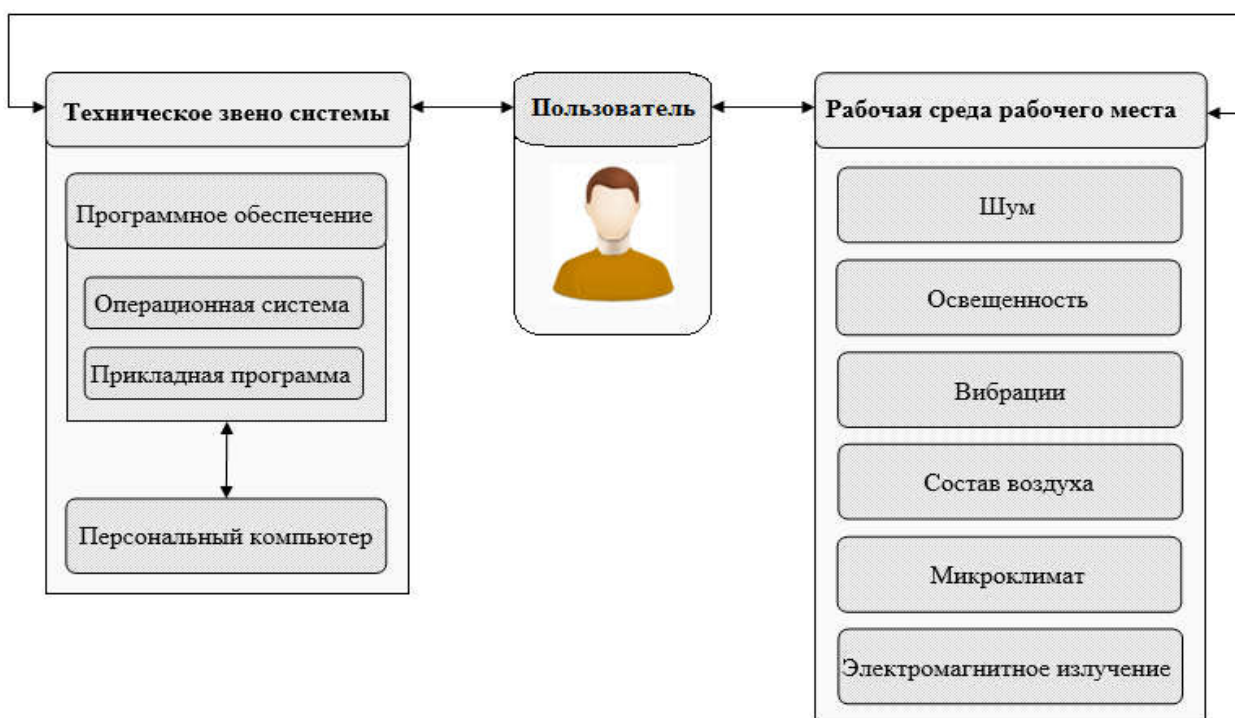 Техническое звено системы
Программное обеспечение
Операционная система
Прикладная программа
Персональный компьютер
Пользователь
Рабочая среда рабочего места
Шум
Освещенность
Вибрации
Состав воздуха
Микроклимат
Электромагнитное излучение